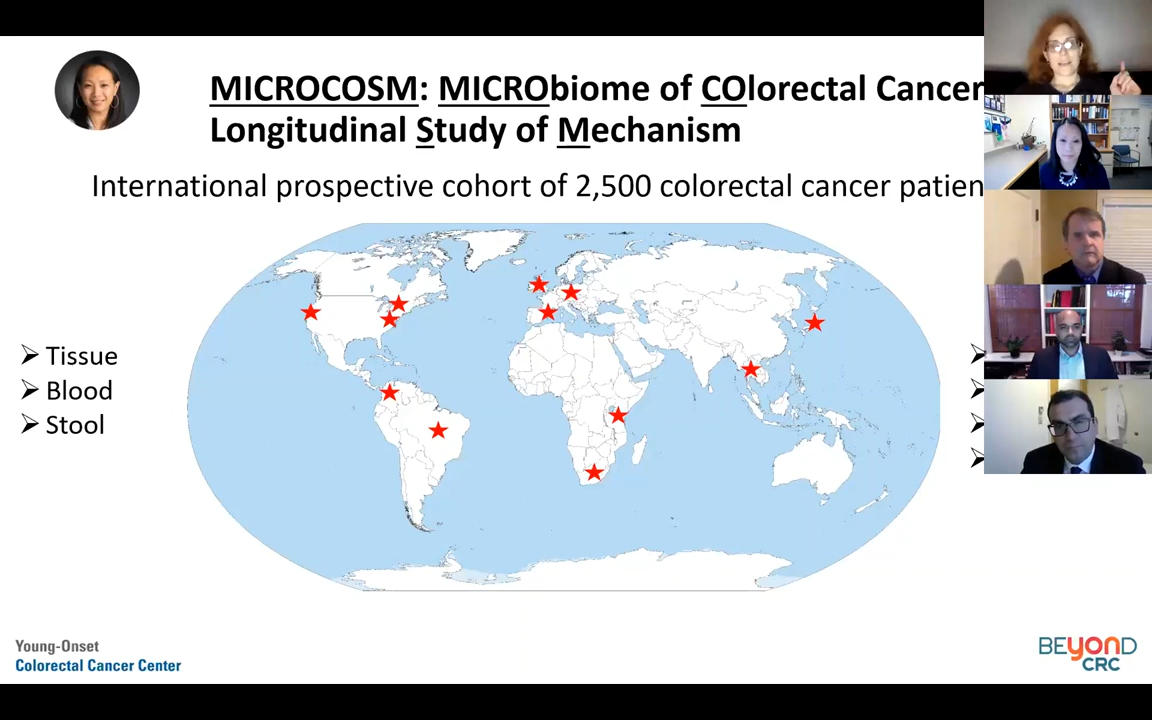 MICROCOSM: MICRObiome of COlorectal Cancer
Longitudinal Study of Mechanism
International prospective cohort of 2,500 colorectal cancer
Tissue
Blood
Stool
Young-Onset
Colorectal Cancer Center
BEYOND
CRC